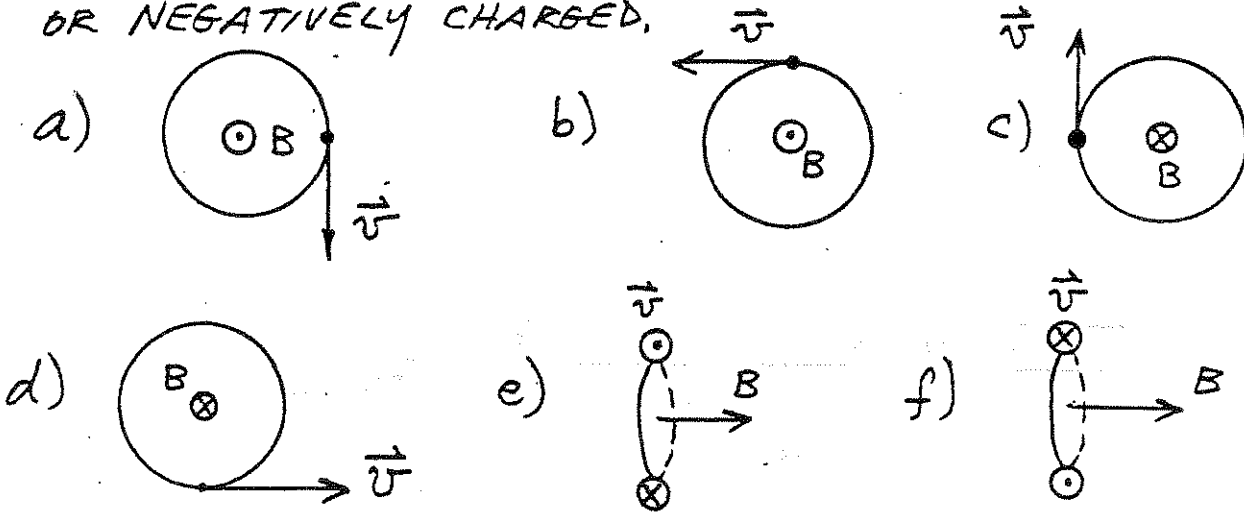 OR NEGATIVELY CHARGED.
a) B v⃗
b) v⃗ B
c) v⃗ B
d) B v⃗
e) v⃗ B
f) v⃗ B